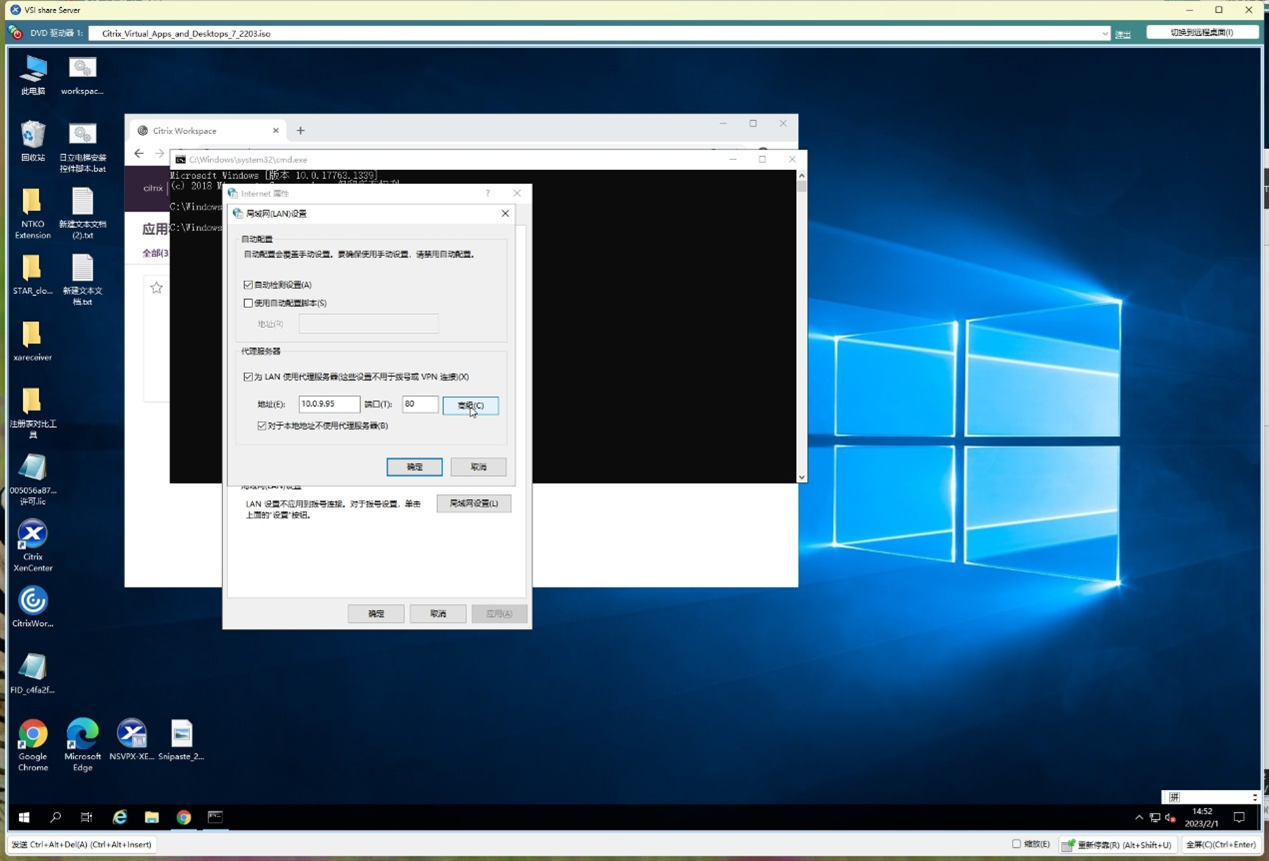 VSI share Server
DVD 驱动器 1:
Citrix_Virtual_Apps_and_Desktops_7_2203.iso
弹出
切换到远程桌面(I)
此电脑
workspac...
回收站
日立电梯安装
控件脚本.bat
NTKO
Extension
新建文本文档
(2).txt
STAR_clo...
新建文本文
档.txt
xareceiver
注册表对比工
具
005056a87...
许可.lic
Citrix
XenCenter
CitrixWor...
FID_c4fa2f...
Google
Chrome
Microsoft
Edge
NSVPX-XE...
Snipaste_2...
Citrix Workspace
citrix
应用
全部(3
C:\Windows\system32\cmd.exe
Microsoft Windows [版本 10.0.17763.1339]
(c) 2018 M
C:\Windows
C:\Windows
Internet 属性
局域网(LAN)设置
自动配置
自动配置会覆盖手动设置。要确保使用手动设置，请禁用自动配置。
自动检测设置(A)
使用自动配置脚本(S)
地址(R)
代理服务器
为 LAN 使用代理服务器(这些设置不用于拨号或 VPN 连接)(X)
地址(E):
10.0.9.95
端口(T):
80
高级(C)
对于本地地址不使用代理服务器(B)
确定
取消
局域网(LAN)设置
LAN 设置不应用到拨号连接。对于拨号设置，单击
上面的“设置”按钮。
局域网设置(L)
确定
取消
应用(A)
拼
14:52
2023/2/1
发送 Ctrl+Alt+Del(A) (Ctrl+Alt+Insert)
缩放(E)
重新停靠(R) (Alt+Shift+U)
全屏(C)(Ctrl+Enter)